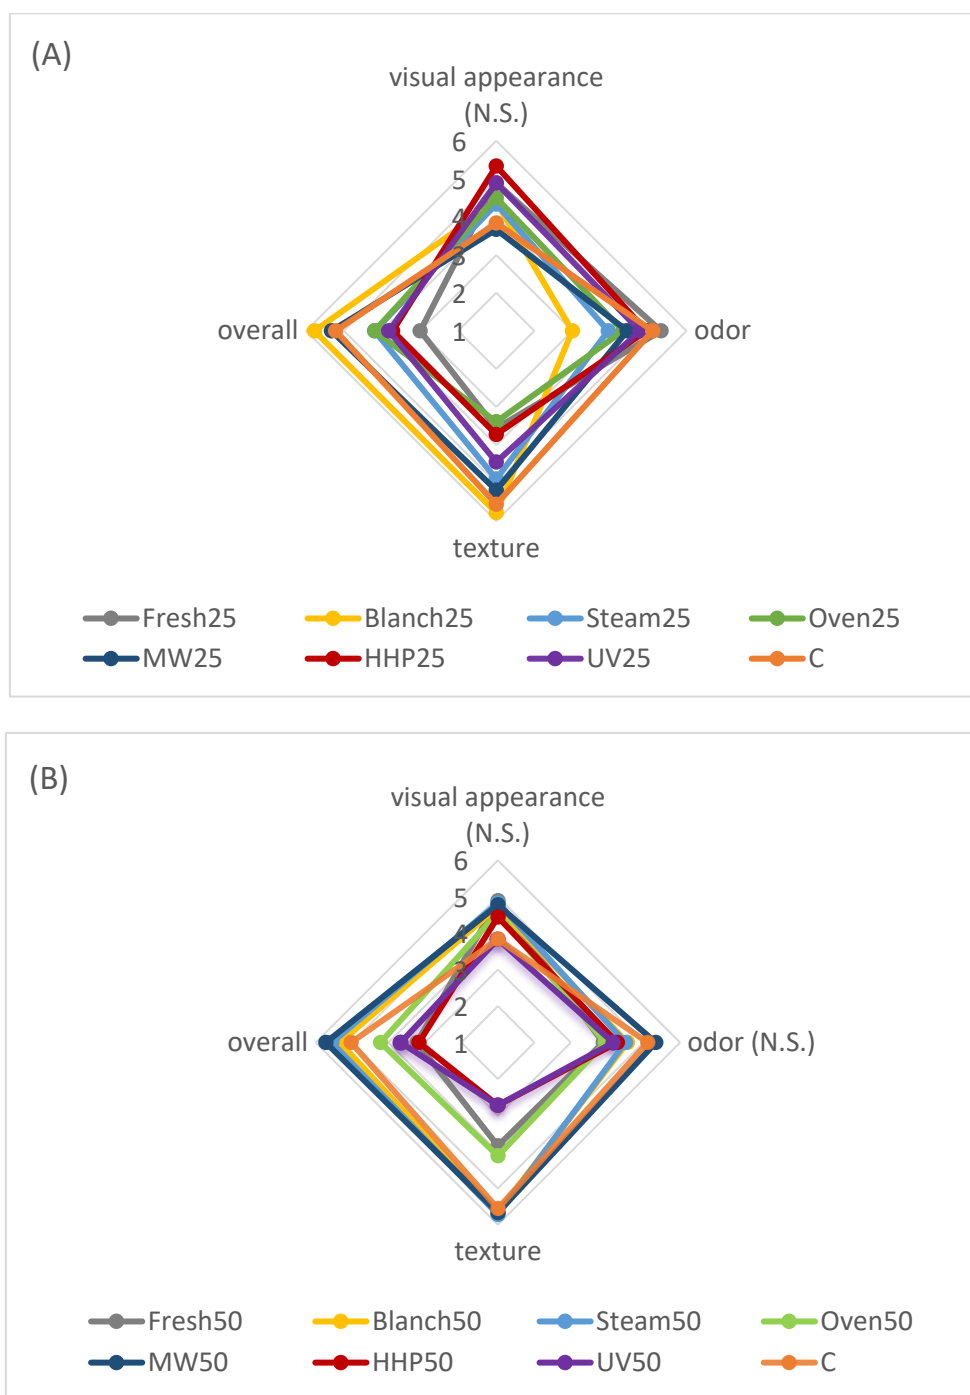 (A)
visual appearance
(N.S.)
6
5
4
3
2
1
overall
odor
texture
Fresh25 Blanch25 Steam25 Oven25
MW25 HHP25 UV25 C
(B)
visual appearance
(N.S.)
6
5
4
3
2
1
overall
odor (N.S.)
texture
Fresh50 Blanch50 Steam50 Oven50
MW50 HHP50 UV50 C